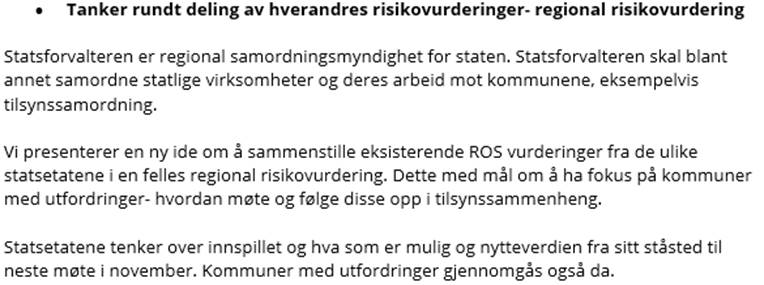 • Tanker rundt deling av hverandres risikovurderinger- regional risikovurdering
Statsforvalteren er regional samordningsmyndighet for staten. Statsforvalteren skal blant
annet samordne statlige virksomheter og deres arbeid mot kommunene, eksempelvis
tilsynssamordning.
Vi presenterer en ny ide om å sammenstille eksisterende ROS vurderinger fra de ulike
statsetatene i en felles regional risikovurdering. Dette med mål om å ha fokus på kommuner
med utfordringer- hvordan møte og følge disse opp i tilsynssammenheng.
Statsetatene tenker over innspillet og hva som er mulig og nytteverdien fra sitt ståsted til
neste møte i november. Kommuner med utfordringer gjennomgås også da.